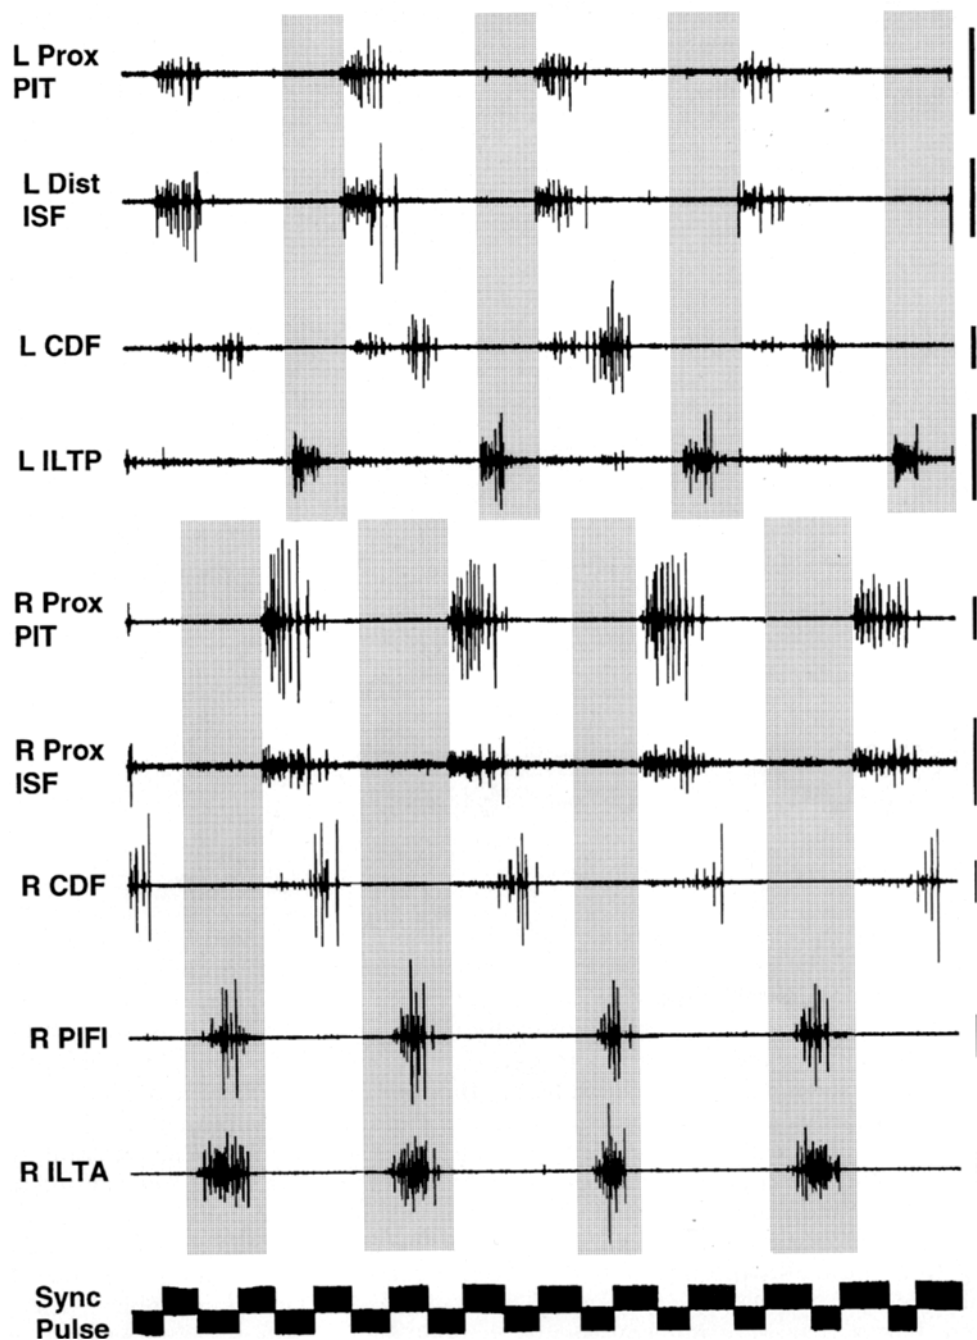 L Prox
PIT
L Dist
ISF
L CDF
L ILTP
R Prox
PIT
R Prox
ISF
R CDF
R PIFI
R ILTA
Sync
Pulse